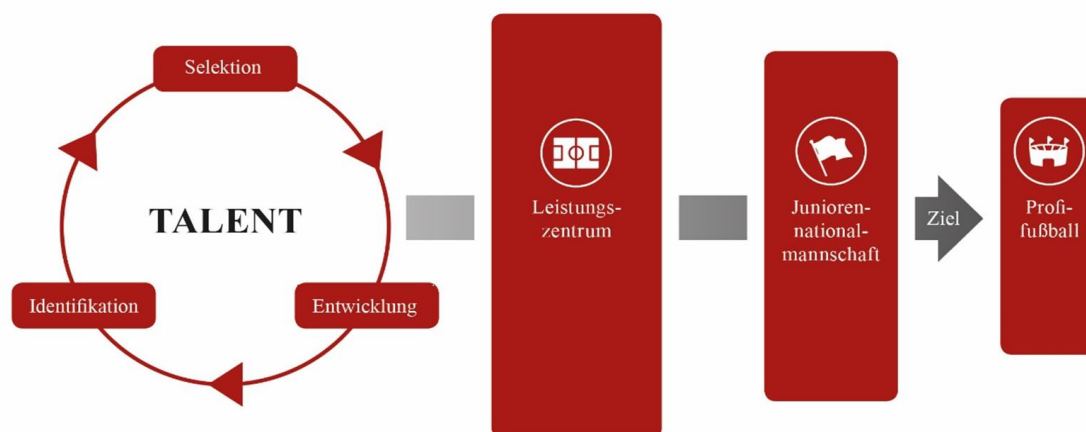 Selektion
TALENT
Identifikation
Entwicklung
Leistungs-
zentrum
Junioren-
national-
mannschaft
Ziel
Profi-
fußball